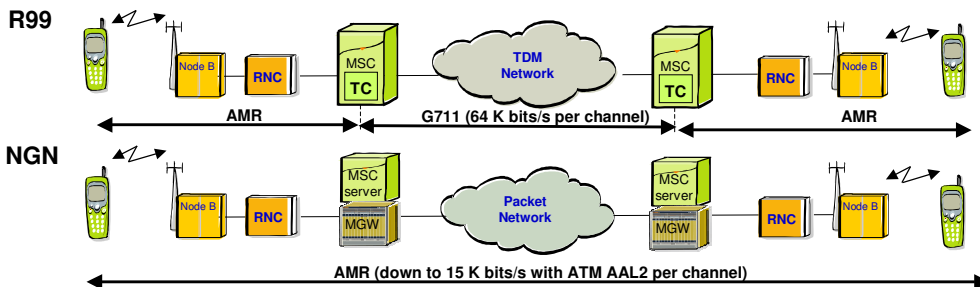 R99
Node B
RNC
MSC
TC
TDM
Network
MSC
TC
RNC
Node B
AMR
G711 (64 K bits/s per channel)
AMR
NGN
Node B
RNC
MSC
server
MGW
Packet
Network
MSC
server
MGW
RNC
Node B
AMR (down to 15 K bits/s with ATM AAL2 per channel)